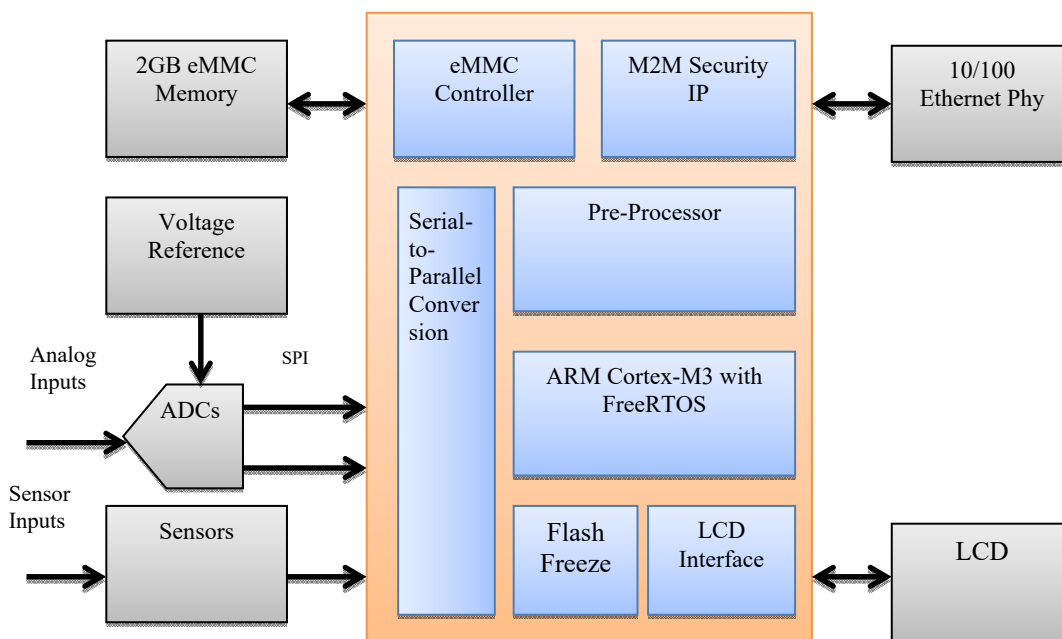 2GB eMMC
Memory
eMMC
Controller
M2M Security
IP
10/100
Ethernet Phy
Voltage
Reference
Serial-
to-
Parallel
Conver
sion
Pre-Processor
Analog
Inputs
SPI
ADCs
ARM Cortex-M3 with
FreeRTOS
Sensor
Inputs
Sensors
Flash
Freeze
LCD
Interface
LCD